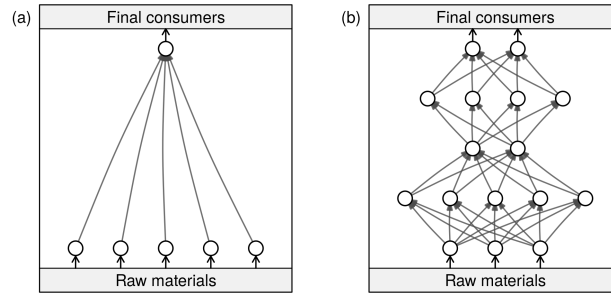 (a)
Final consumers
Raw materials
(b)
Final consumers
Raw materials